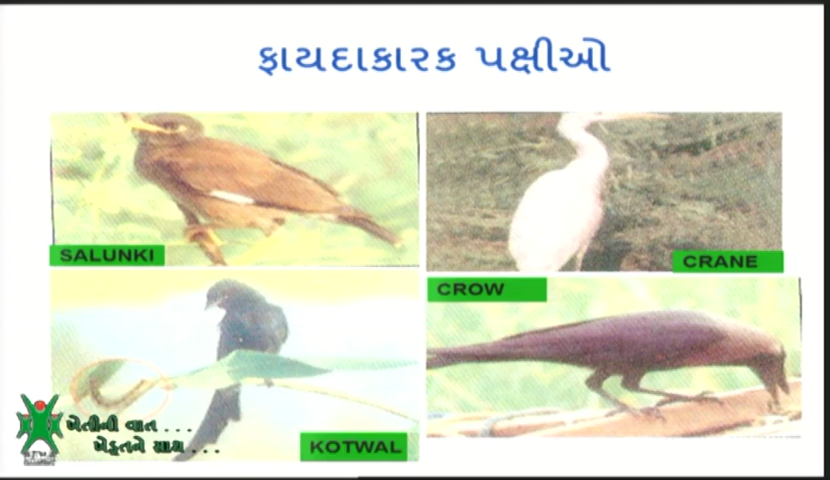 ફાયદાકારક પક્ષીઓ
SALUNKI
CRANE
CROW
KOTWAL
ખેતીની વાત ...
ખેડૂતને સાથ ...